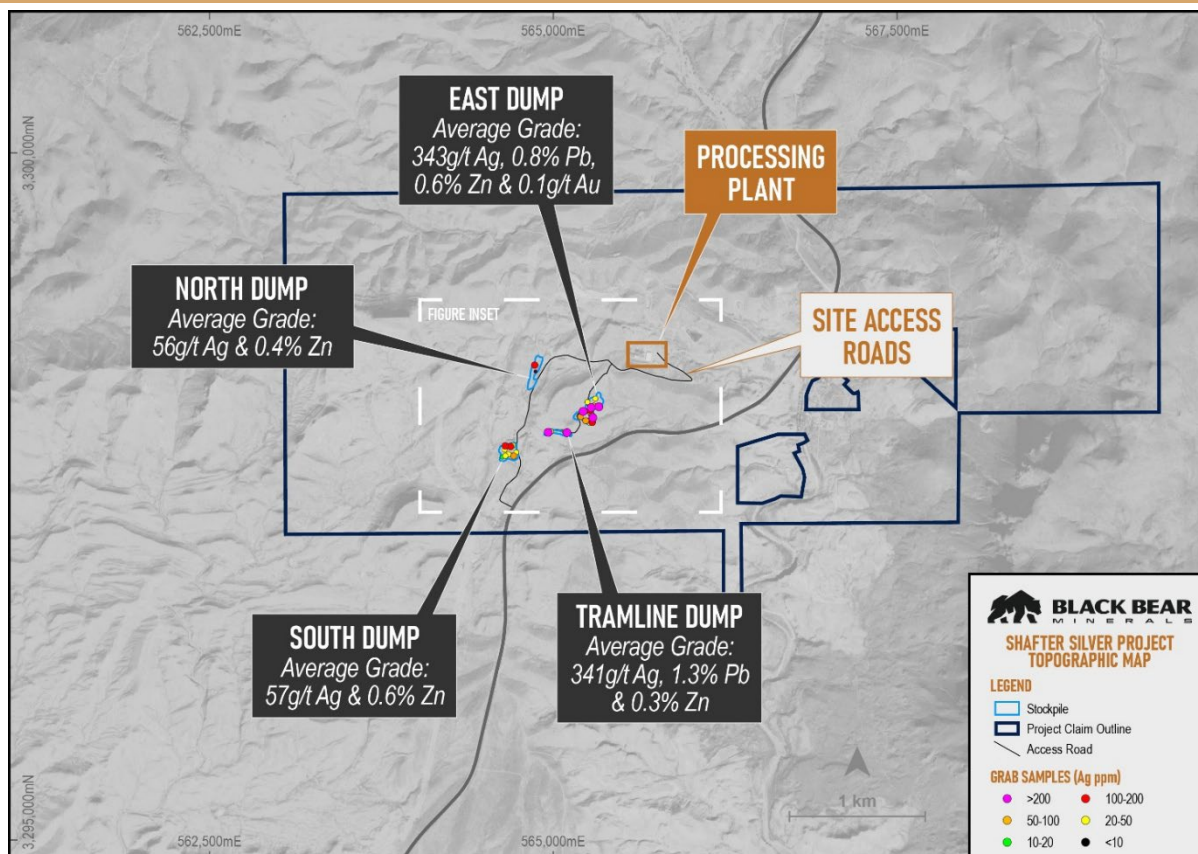 562,500mE
565,000mE
567,500mE
3,300,000mN
EAST DUMP
Average Grade:
343g/t Ag, 0.8% Pb,
0.6% Zn & 0.1g/t Au
PROCESSING
PLANT
NORTH DUMP
Average Grade:
56g/t Ag & 0.4% Zn
FIGURE INSET
SITE ACCESS
ROADS
SOUTH DUMP
Average Grade:
57g/t Ag & 0.6% Zn
TRAMLINE DUMP
Average Grade:
341g/t Ag, 1.3% Pb
& 0.3% Zn
BLACK BEAR
MINERALS
SHAFTER SILVER PROJECT
TOPOGRAPHIC MAP
LEGEND
Stockpile
Project Claim Outline
Access Road
GRAB SAMPLES (Ag ppm)
>200
100-200
50-100
20-50
10-20
<10
1 km
3,295,000mN
562,500mE
565,000mE